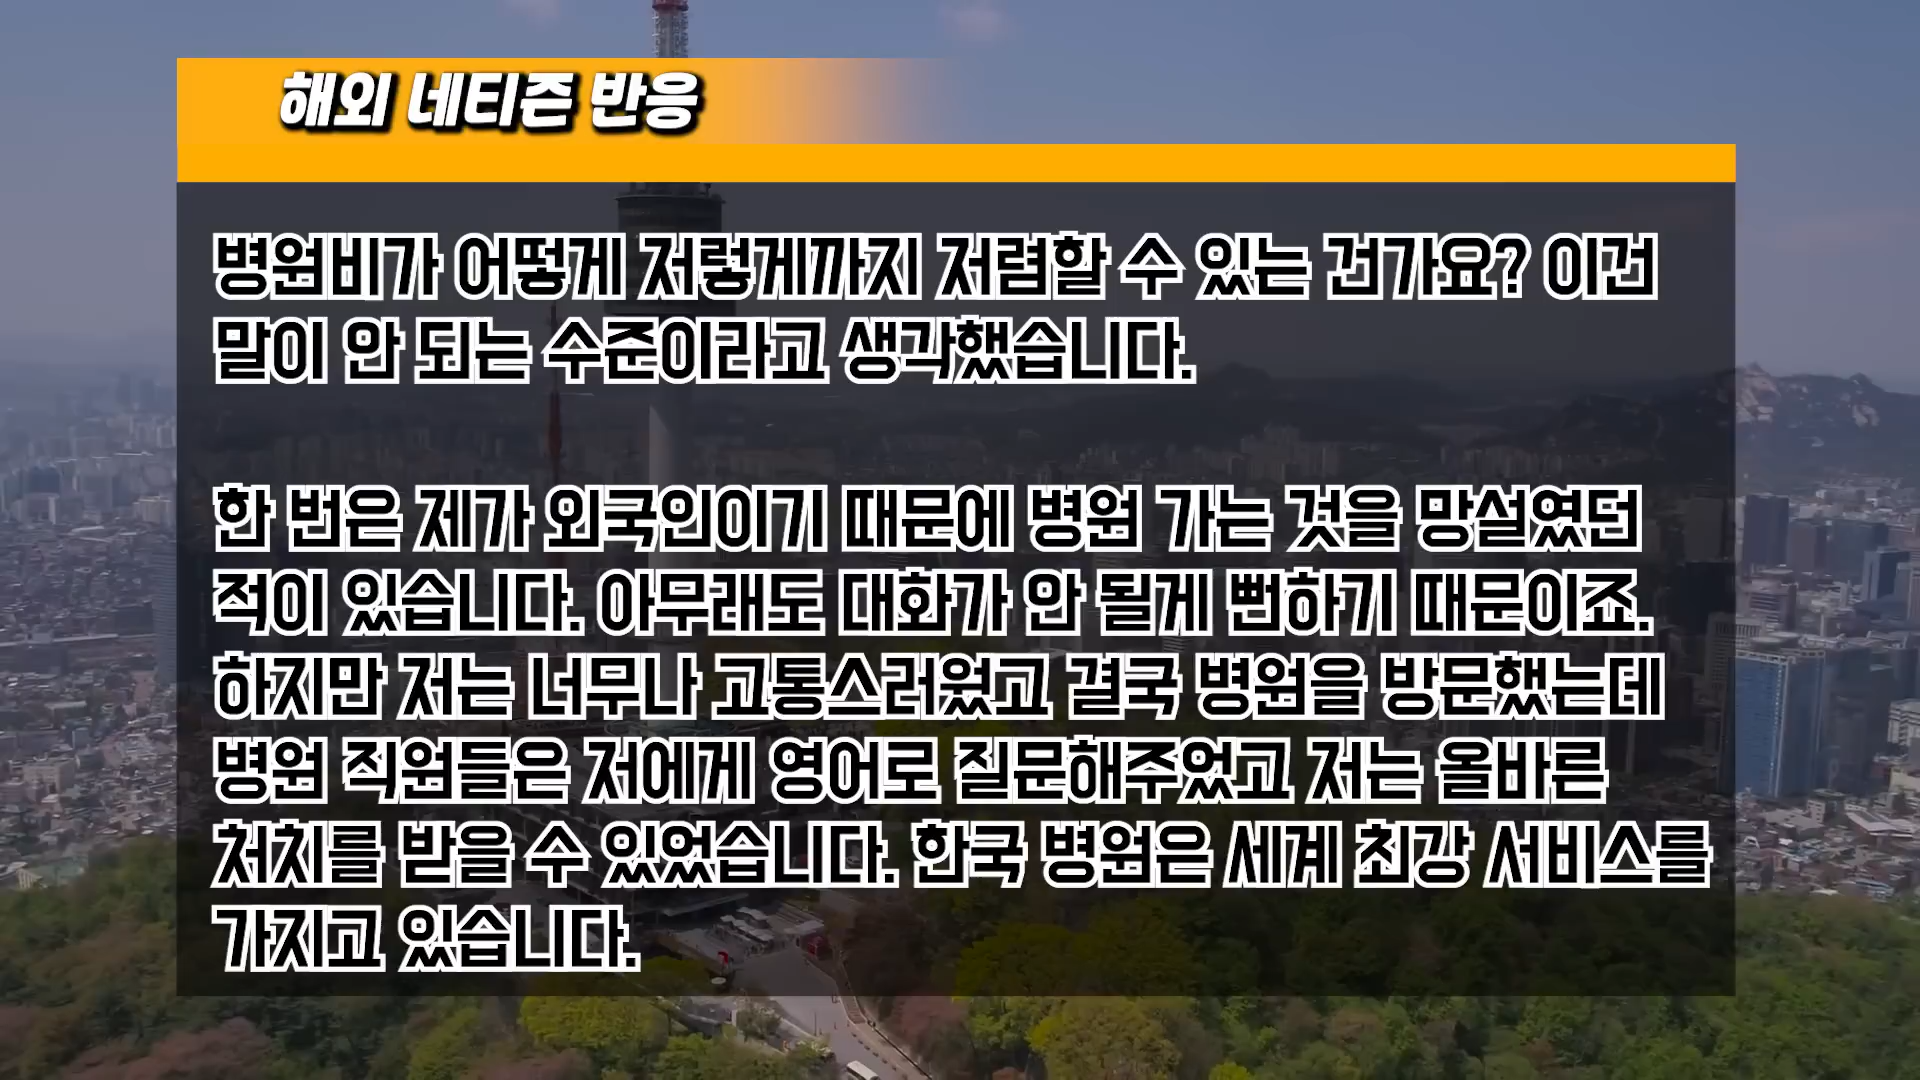 해외 네티즌 반응
병원비가 어떻게 저렇게까지 저렴할 수 있는 건가요? 이건
말이 안 되는 수준이라고 생각했습니다.
한 번은 제가 외국인이기 때문에 병원 가는 것을 망설였던
적이 있습니다. 아무래도 대화가 안 될게 뻔하기 때문이죠.
하지만 저는 너무나 고통스러웠고 결국 병원을 방문했는데
병원 직원들은 저에게 영어로 질문해주었고 저는 올바른
처치를 받을 수 있었습니다. 한국 병원은 세계 최강 서비스를
가지고 있습니다.